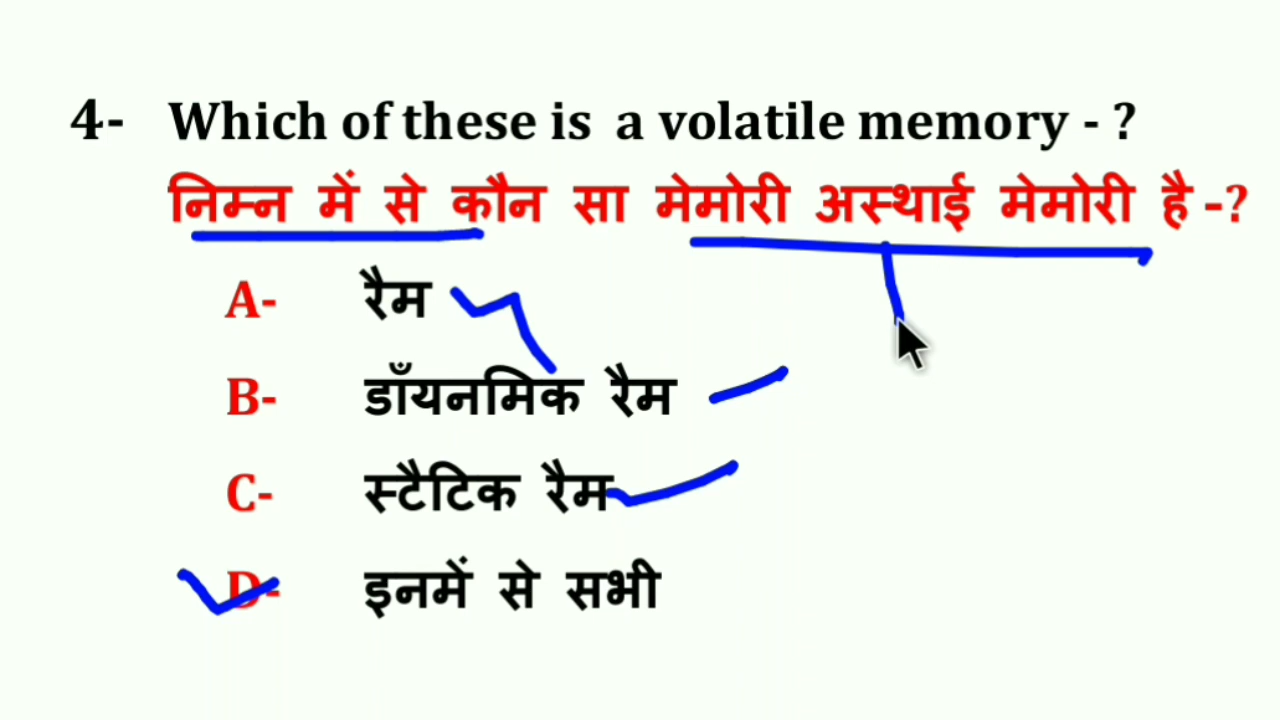 4- Which of these is a volatile memory - ?
निम्न में से कौन सा मेमोरी अस्थाई मेमोरी है -?
A- रैम
B- डाँयनमिक रैम
C- स्टैटिक रैम
D- इनमें से सभी